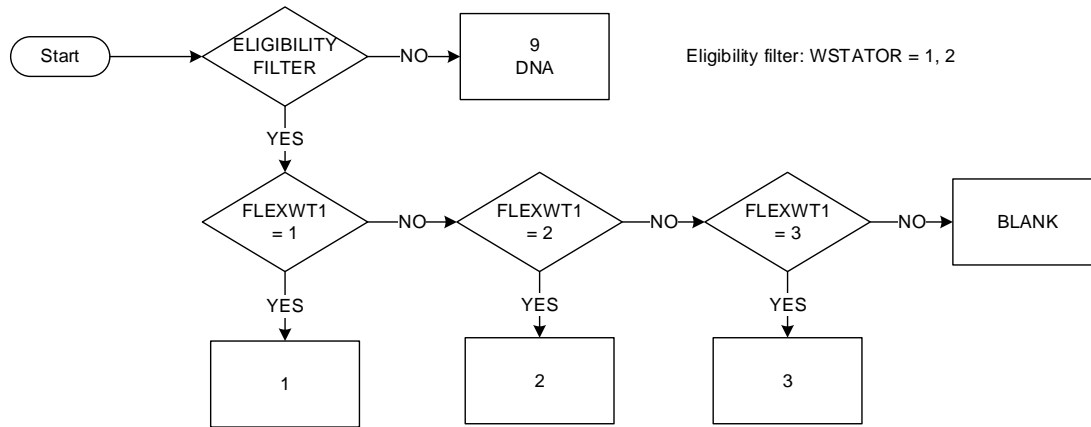 Start
ELIGIBILITY
FILTER
NO
9
DNA
Eligibility filter: WSTATOR = 1, 2
YES
FLEXWT1
= 1
NO
FLEXWT1
= 2
NO
FLEXWT1
= 3
NO
BLANK
YES
YES
YES
1
2
3